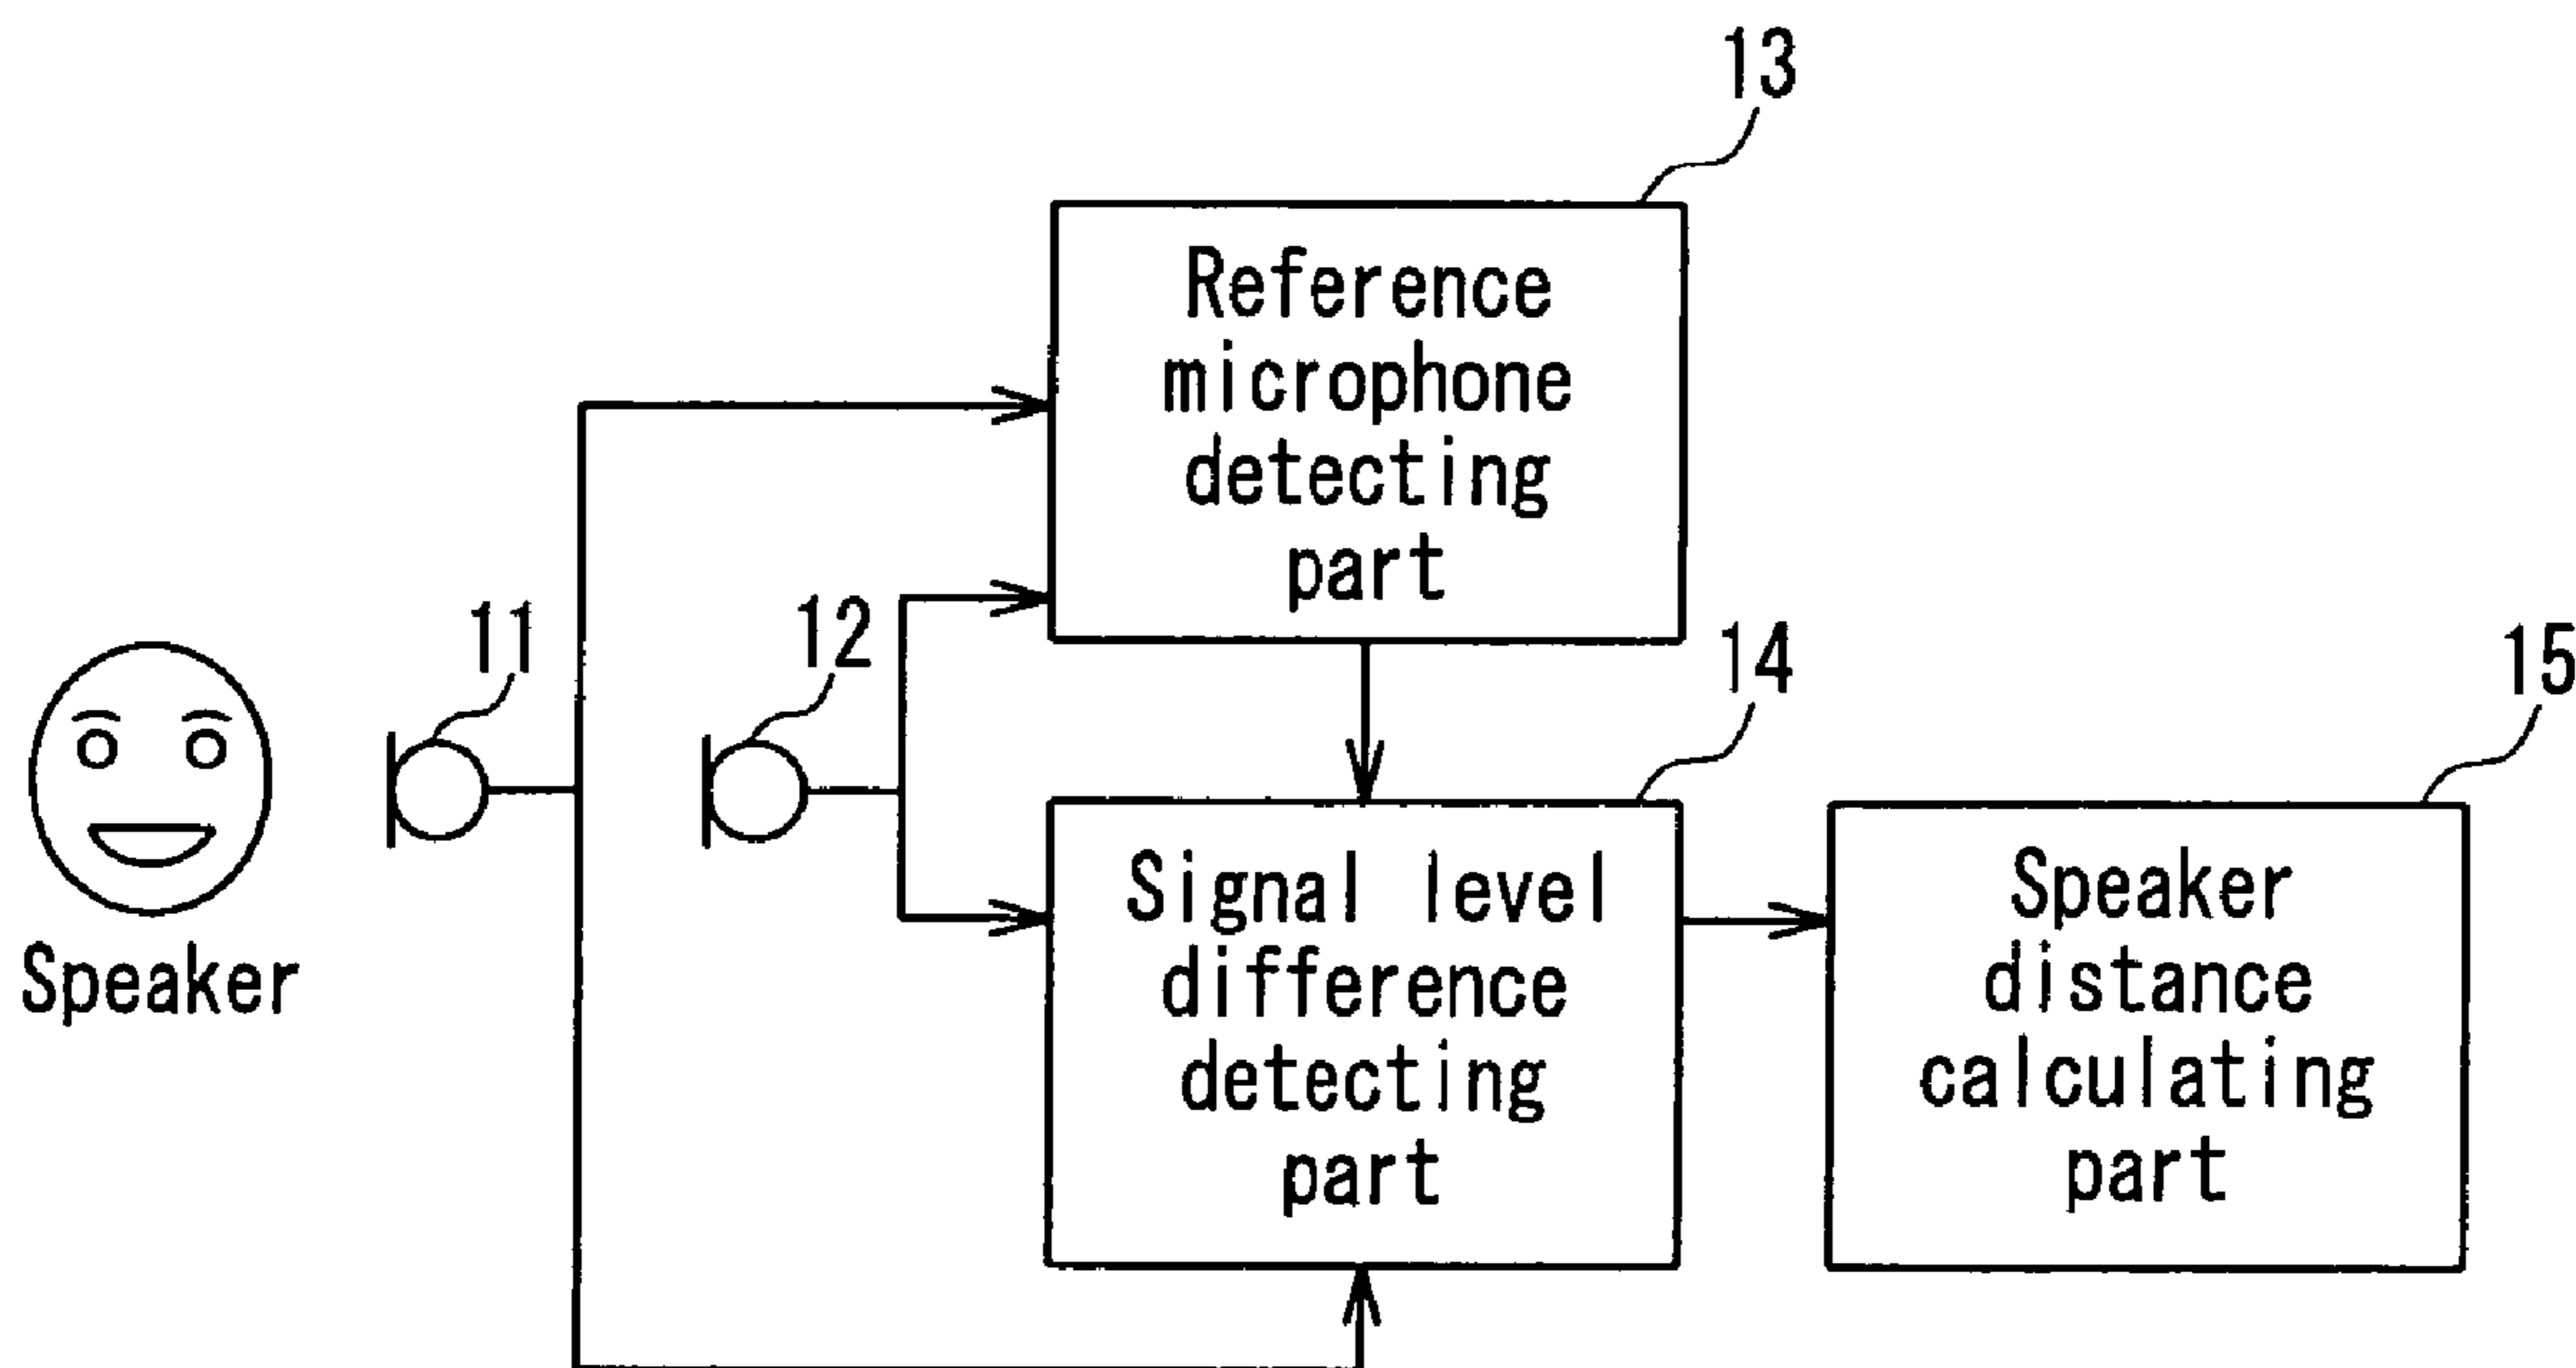 13
Reference
microphone
detecting
part
11
12
14
15
Speaker
Signal level
difference
detecting
part
Speaker
distance
calculating
part